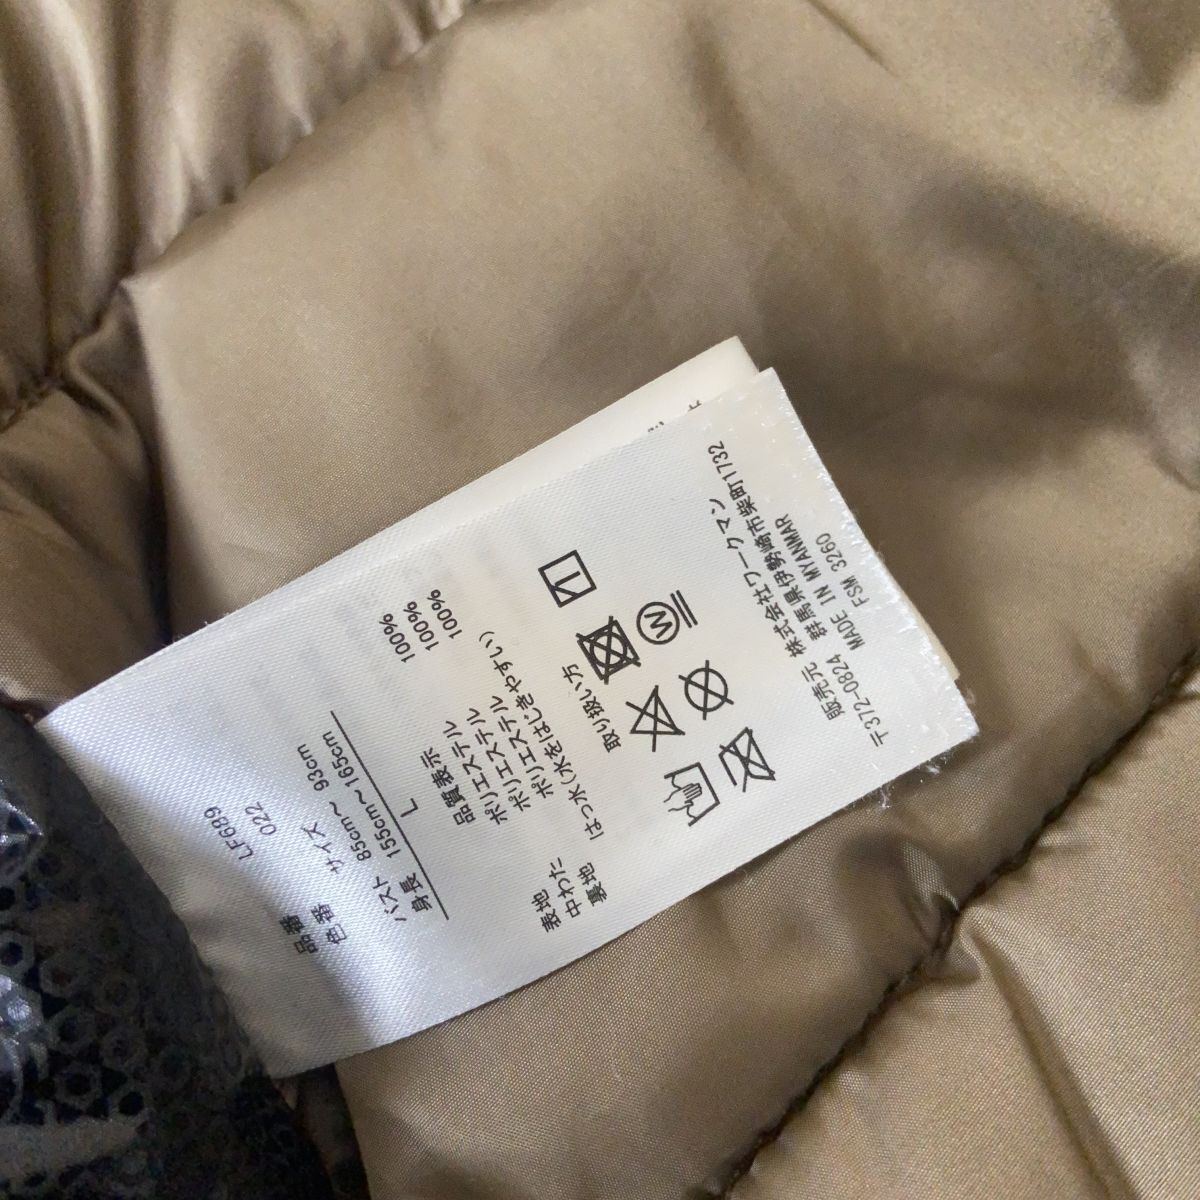 品番 LF689
色番 022
サイズ
バスト 85cm～ 93cm
身長 155cm～165cm
L
品質表示
表地 ポリエステル 100%
中わた ポリエステル 100%
裏地 ポリエステル 100%
はっ水(水をはじきやすい)
取り扱い方
W
販売元 株式会社ワークマン
〒372-0824 群馬県伊勢崎市柴町1732
MADE IN MYANMAR
FSM 3260